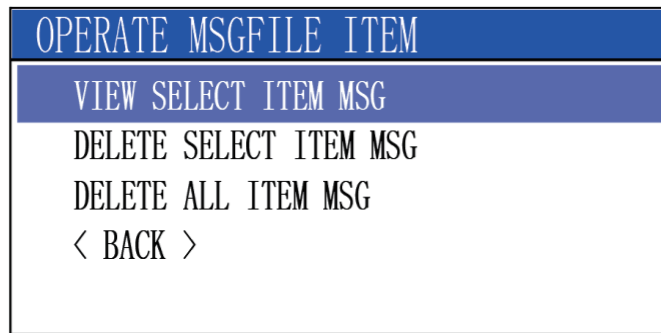 OPERATE MSGFILE ITEM
VIEW SELECT ITEM MSG
DELETE SELECT ITEM MSG
DELETE ALL ITEM MSG
< BACK >